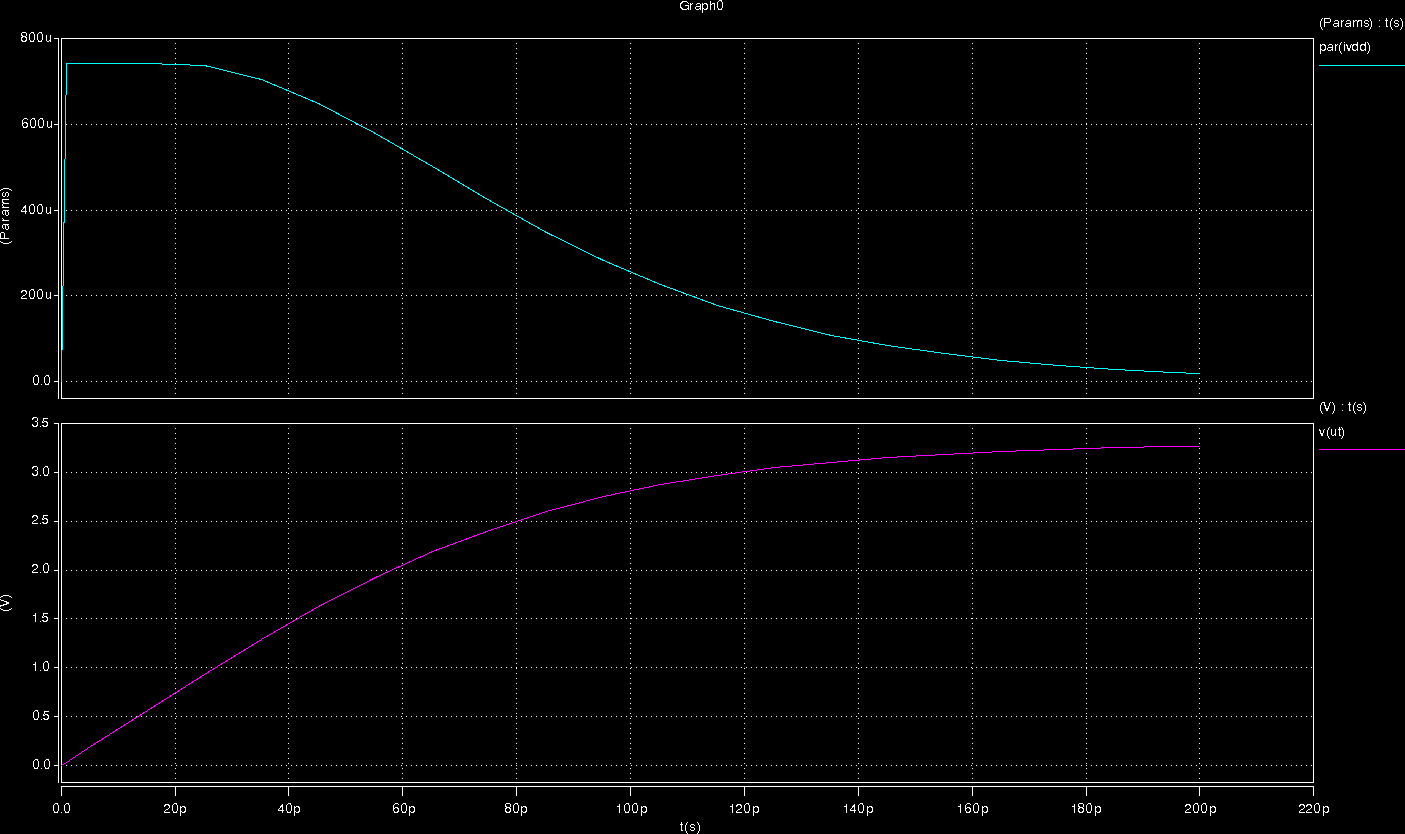 Graph0
(Params) : t(s)
par(ivdd)
800u
600u
400u
200u
0.0
(Params)
(V) : t(s)
v(ut)
3.5
3.0
2.5
2.0
1.5
1.0
0.5
0.0
(V)
0.0 20p 40p 60p 80p 100p 120p 140p 160p 180p 200p 220p
t(s)